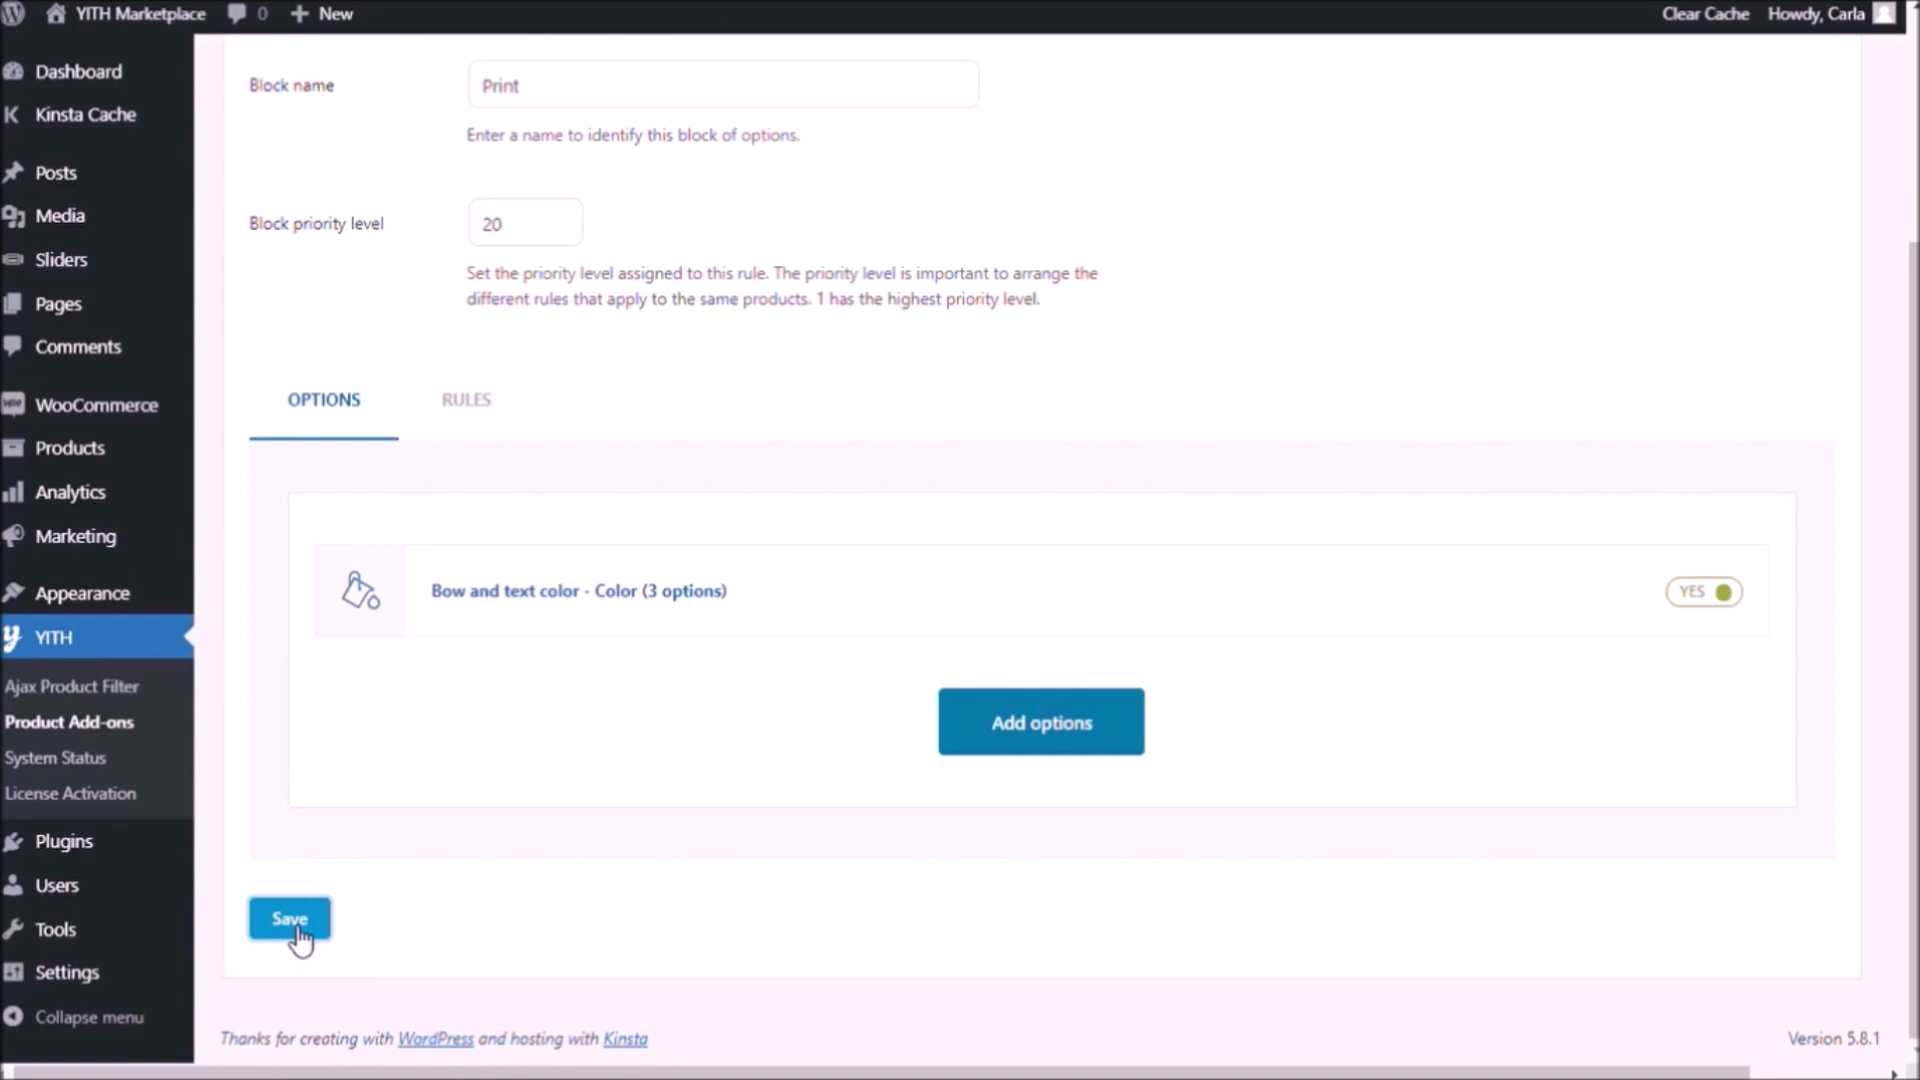 YITH Marketplace
0
New
Clear Cache
Howdy, Carla
Dashboard
Kinsta Cache
Posts
Media
Sliders
Pages
Comments
WooCommerce
Products
Analytics
Marketing
Appearance
YITH
Ajax Product Filter
Product Add-ons
System Status
License Activation
Plugins
Users
Tools
Settings
Collapse menu
Block name
Print
Enter a name to identify this block of options.
Block priority level
20
Set the priority level assigned to this rule. The priority level is important to arrange the
different rules that apply to the same products. 1 has the highest priority level.
OPTIONS
RULES
Bow and text color - Color (3 options)
YES
Add options
Save
Thanks for creating with WordPress and hosting with Kinsta
Version 5.8.1